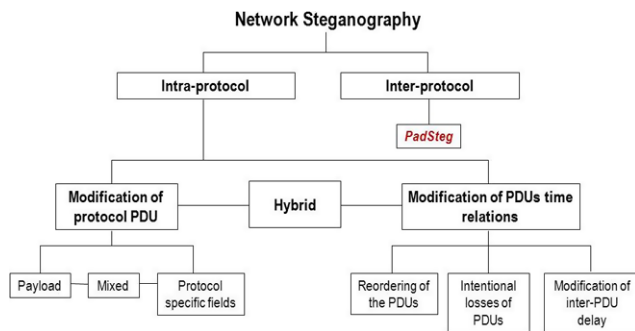 Network Steganography
Intra-protocol
Inter-protocol
PadSteg
Modification of
protocol PDU
Hybrid
Modification of PDUs time
relations
Payload
Mixed
Protocol
specific fields
Reordering of
the PDUs
Intentional
losses of
PDUs
Modification of
inter-PDU
delay